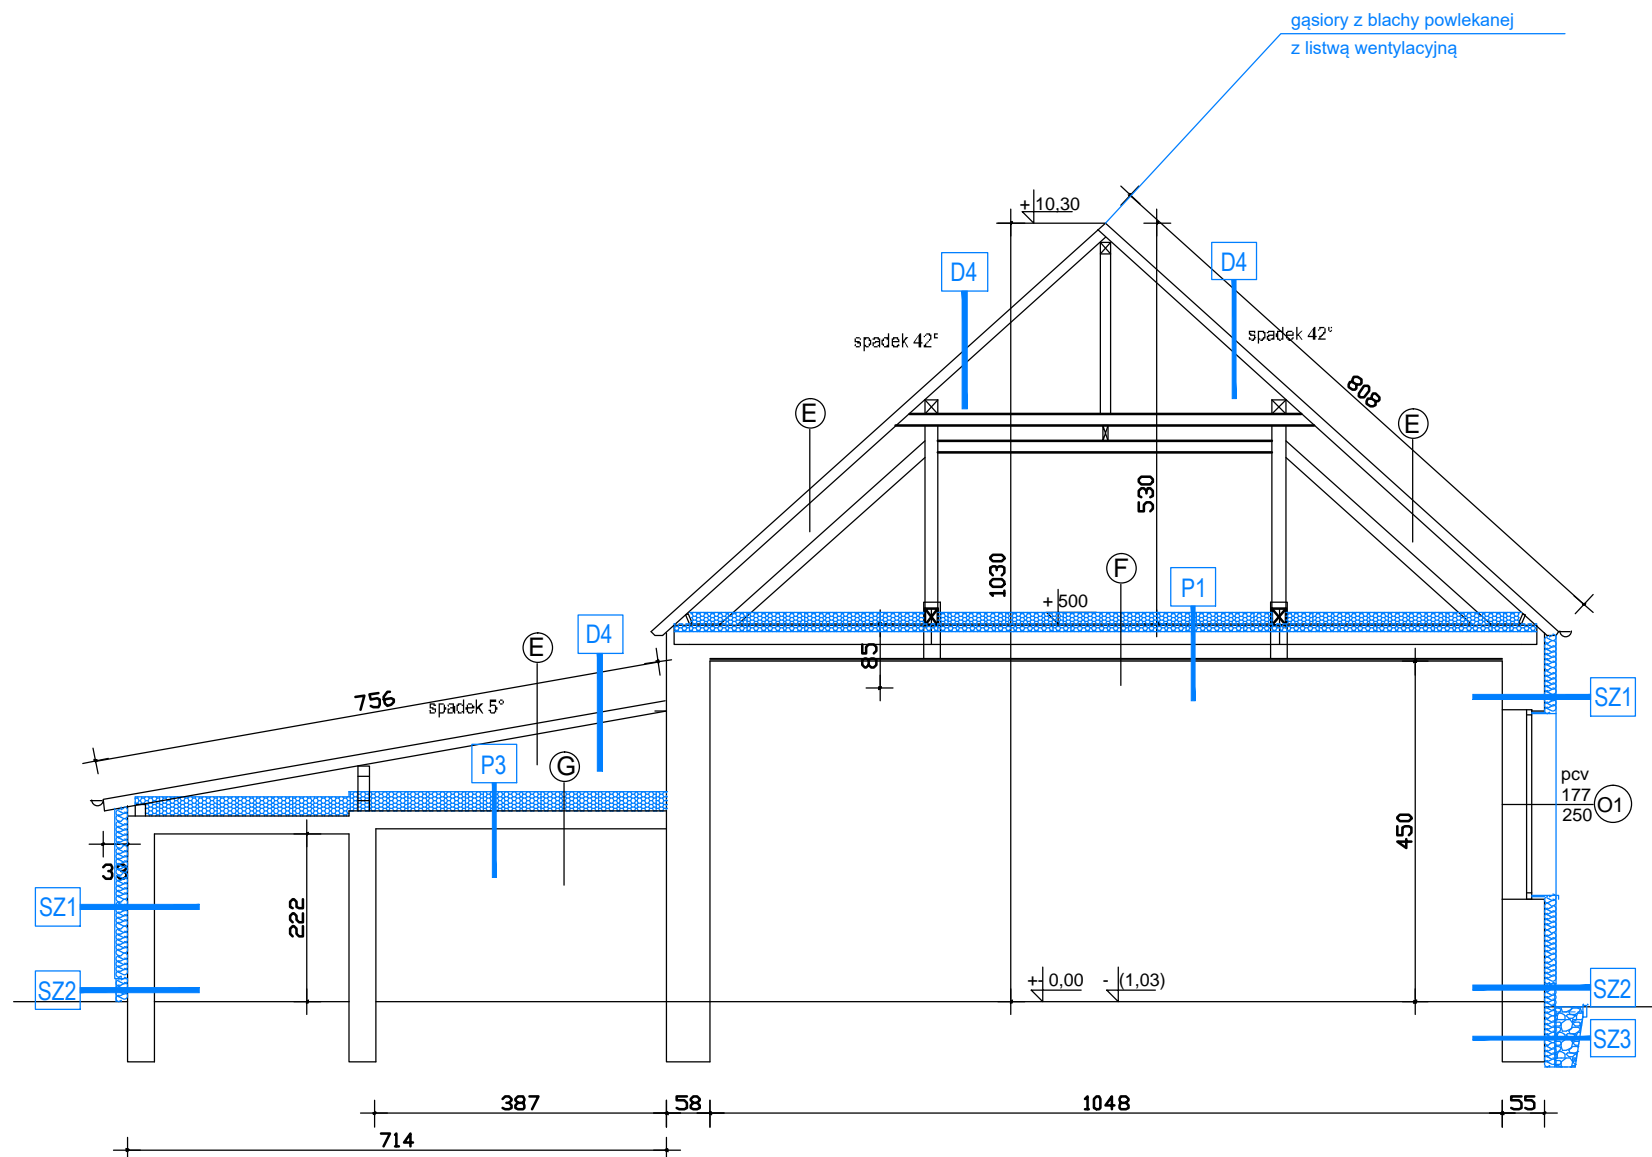 gąsiory z blachy powlekanej
z listwą wentylacyjną
+ 10,30
D4
D4
spadek 42°
spadek 42°
808
E
E
530
1030
F
P1
+ 500
D4
E
85
756
spadek 5°
SZ1
P3
G
pcv
177
250
O1
450
33
SZ1
222
SZ2
+- 0,00
- (1,03)
SZ2
SZ3
387
58
1048
55
714